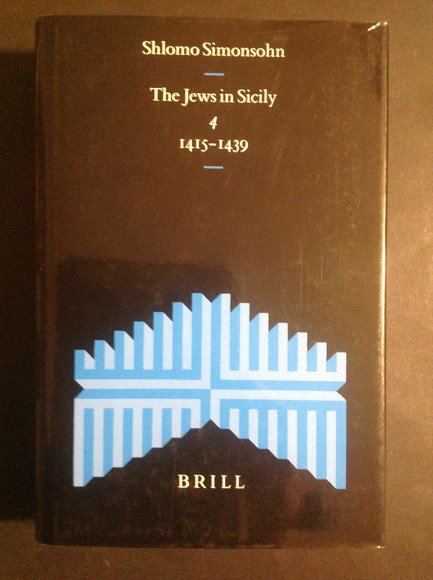 Shlomo Simonsohn
The Jews in Sicily
4
1415–1439
BRILL